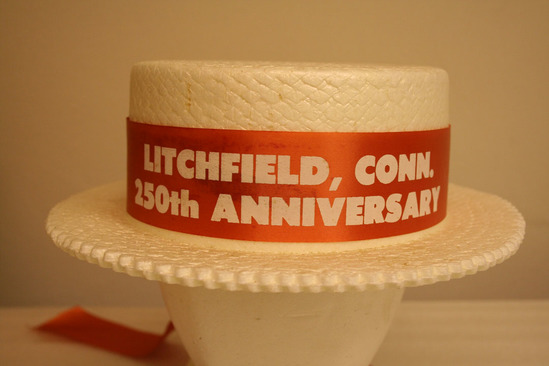 LITCHFIELD, CONN.
250th ANNIVERSARY